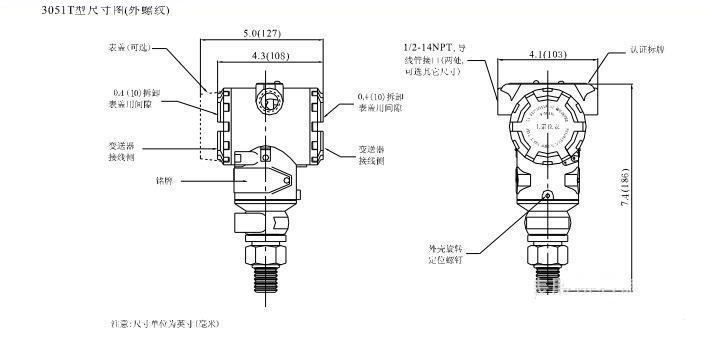 3051T型尺寸图(外螺纹)
5.0(127)
4.3(108)
表盖(可选)
0.4 (10)拆卸
表盖用间隙
变送器
接线侧
铭牌
0.4 (10)拆卸
表盖用间隙
变送器
接线侧
1/2-14NPT, 导
线管接口(两处,
可选其它尺寸)
4.1(103)
认证标牌
7.4(186)
外壳旋转
定位螺钉
注意:尺寸单位为英寸(毫米)